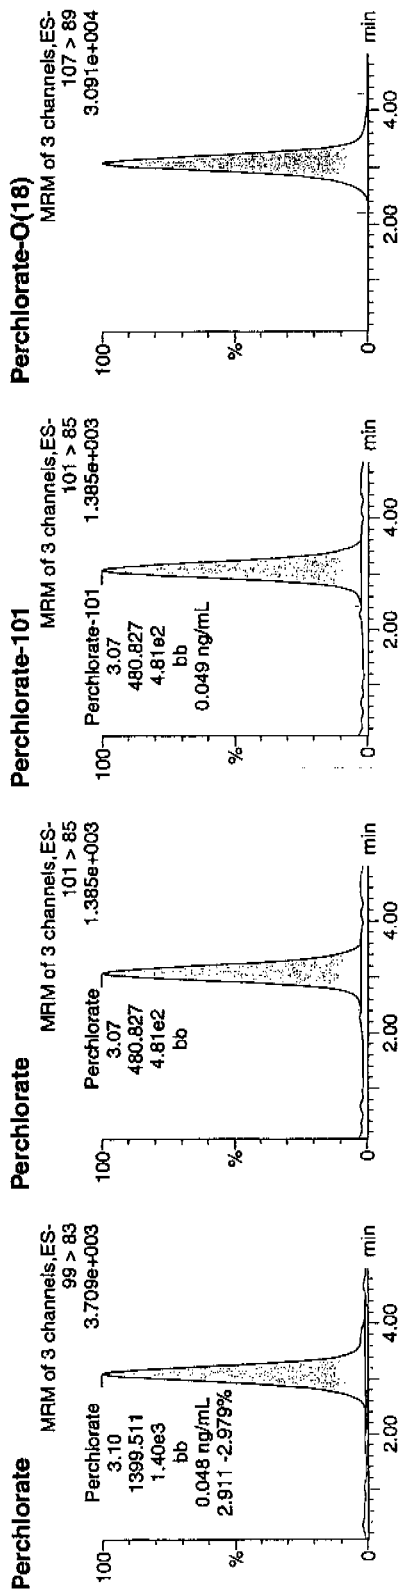 Perchlorate
MRM of 3 channels,ES-
99 > 83
3.709e+003
100
Perchlorate
3.10
1399.511
1.40e3
bb
0.048 ng/mL
2.911 -2.979%
%
0
2.00
4.00
min
Perchlorate
MRM of 3 channels,ES-
101 > 85
1.385e+003
100
Perchlorate
3.07
480.827
4.81e2
bb
%
0
2.00
4.00
min
Perchlorate-101
MRM of 3 channels,ES-
101 > 85
1.385e+003
100
Perchlorate-101
3.07
480.827
4.81e2
bb
0.049 ng/mL
%
0
2.00
4.00
min
Perchlorate-O(18)
MRM of 3 channels,ES-
107 > 89
3.091e+004
100
%
0
2.00
4.00
min